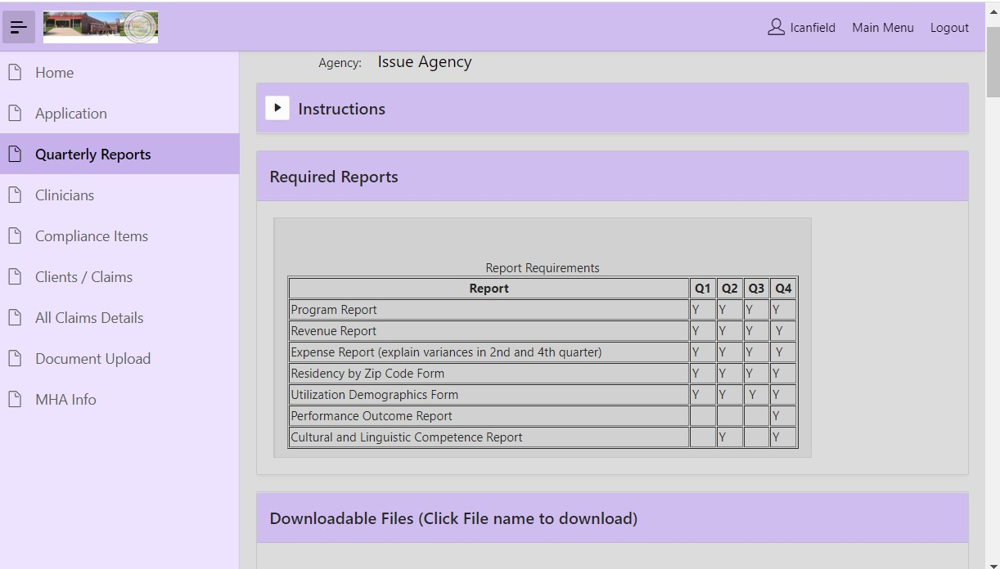 Icanfield Main Menu Logout
Home
Application
Quarterly Reports
Clinicians
Compliance Items
Clients / Claims
All Claims Details
Document Upload
MHA Info
Agency: Issue Agency
Instructions
Required Reports
Report Requirements
Report Q1 Q2 Q3 Q4
Program Report Y Y Y Y
Revenue Report Y Y Y Y
Expense Report (explain variances in 2nd and 4th quarter) Y Y Y Y
Residency by Zip Code Form Y Y Y Y
Utilization Demographics Form Y Y Y Y
Performance Outcome Report Y
Cultural and Linguistic Competence Report Y Y
Downloadable Files (Click File name to download)